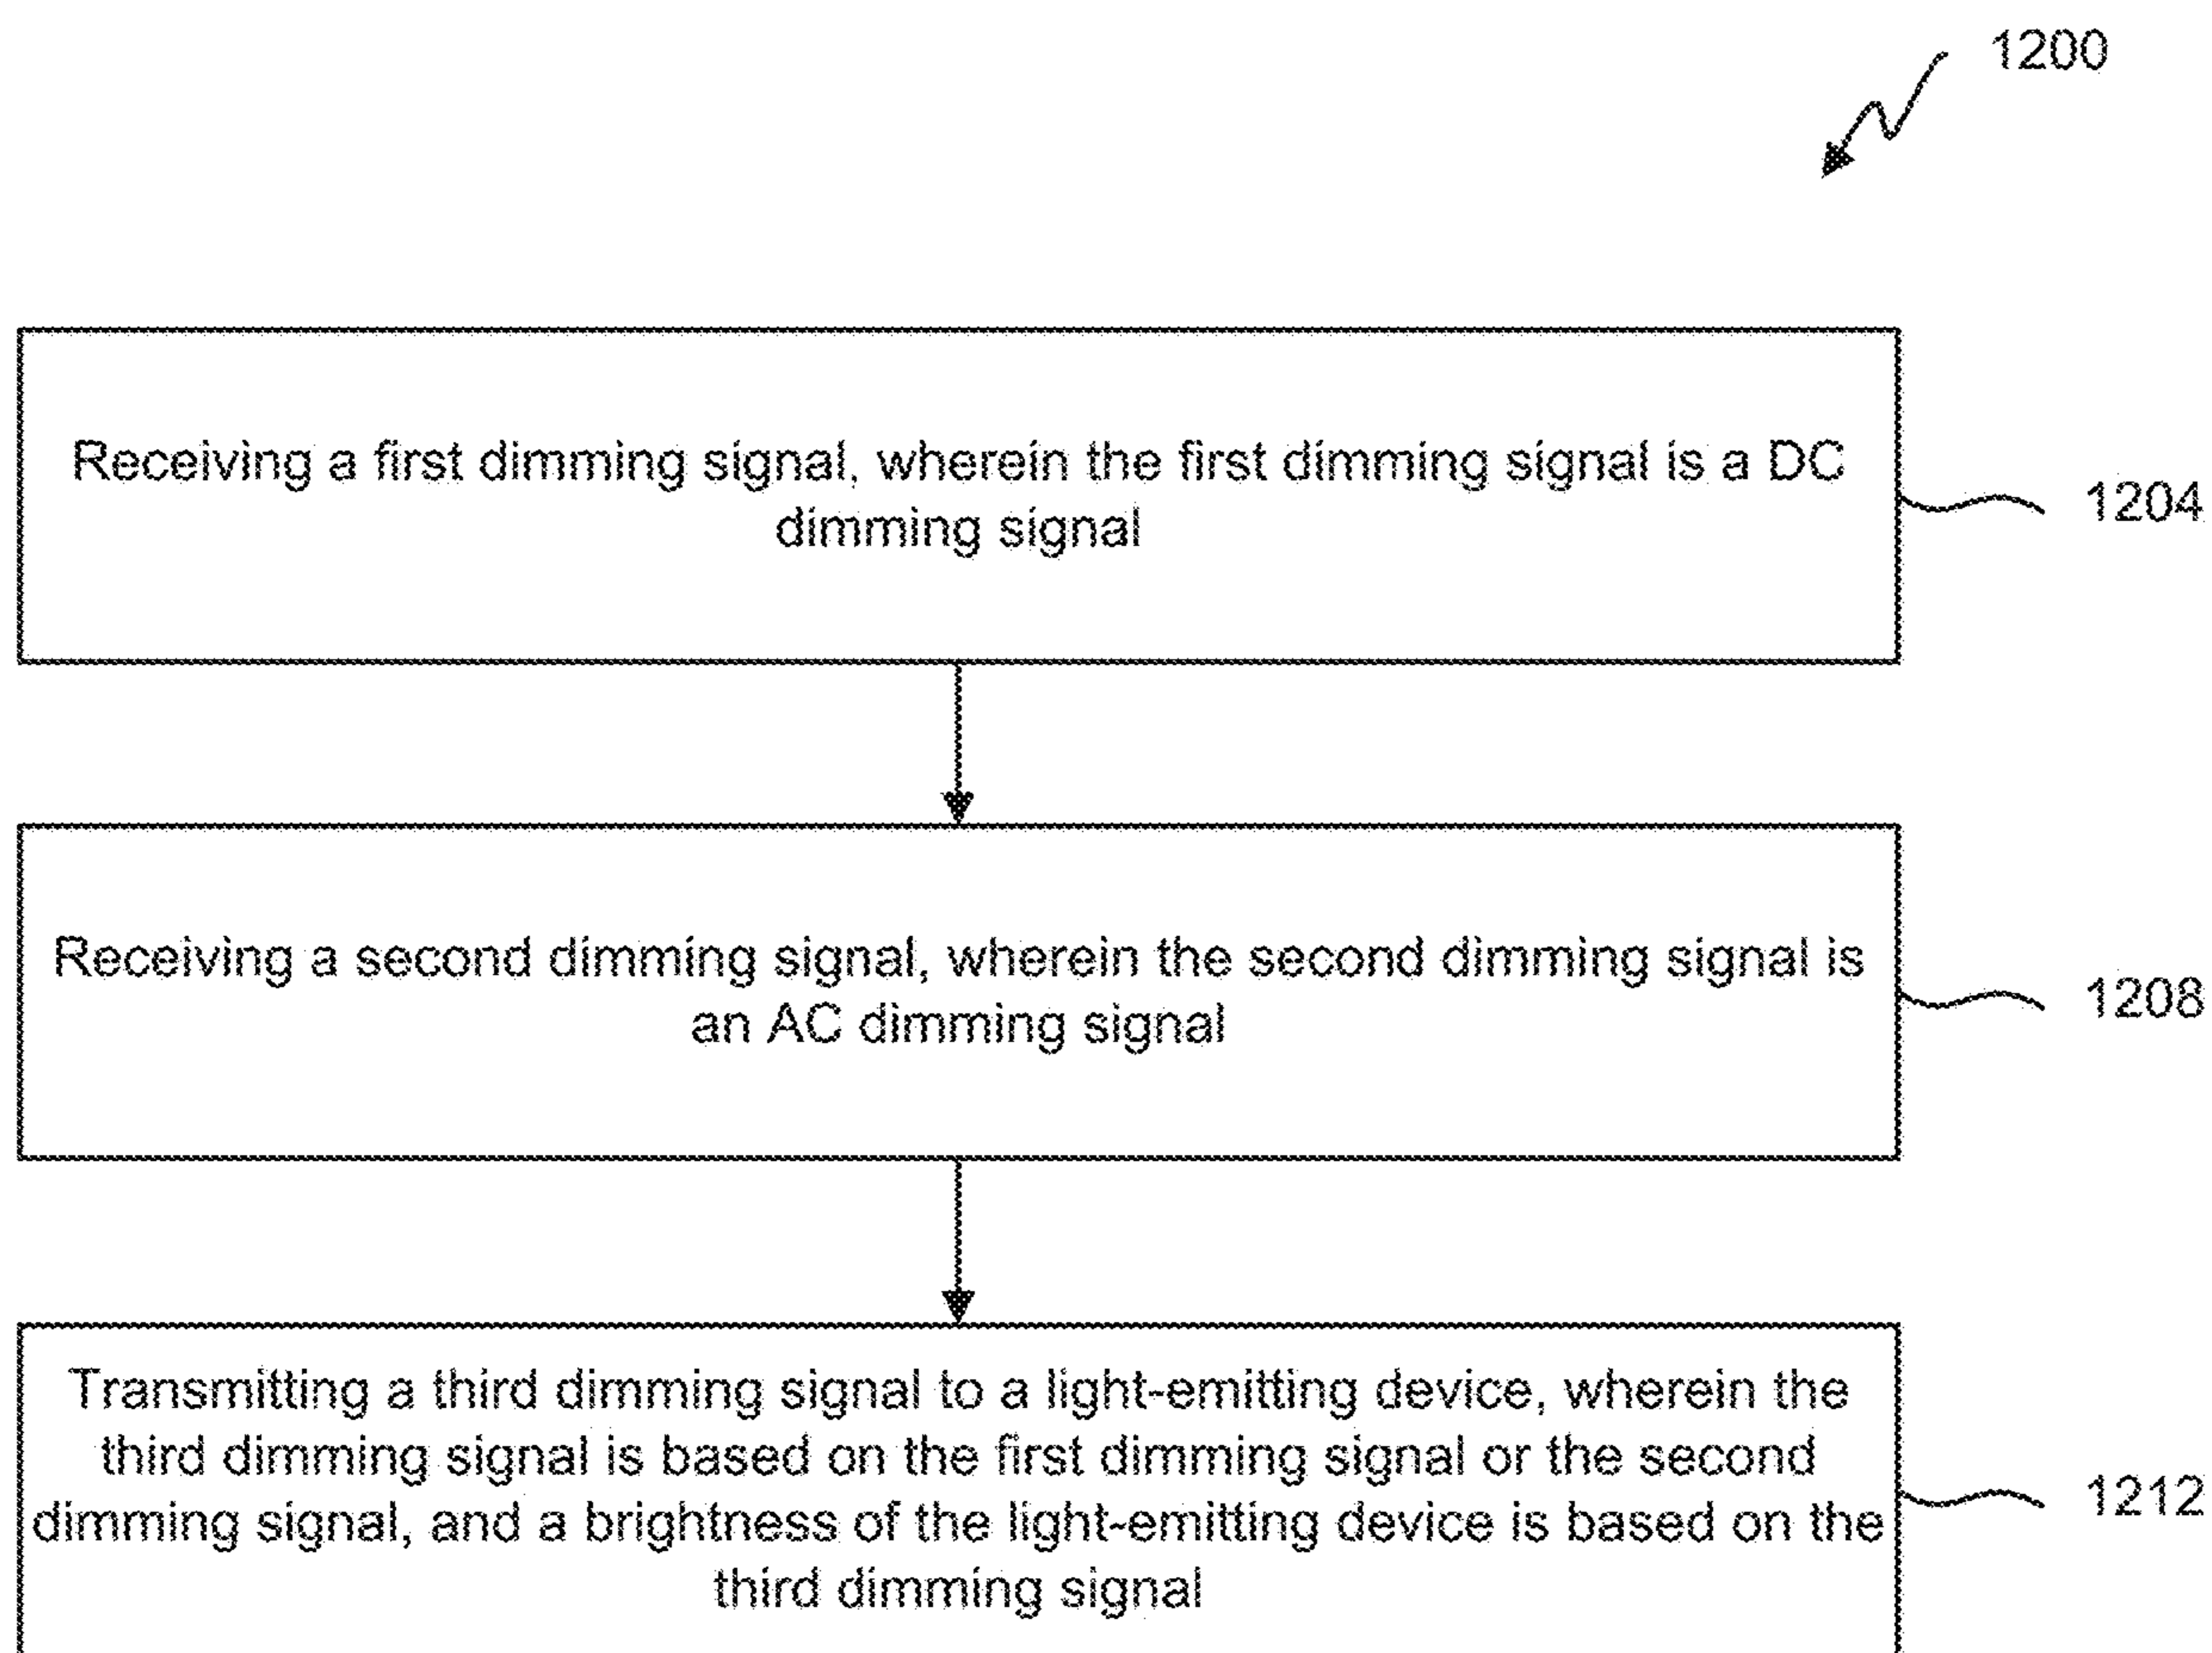 1200
Receiving a first dimming signal, wherein the first dimming signal is a DC
dimming signal
1204
Receiving a second dimming signal, wherein the second dimming signal is
an AC dimming signal
1208
Transmitting a third dimming signal to a light-emitting device, wherein the
third dimming signal is based on the first dimming signal or the second
dimming signal, and a brightness of the light-emitting device is based on the
third dimming signal
1212